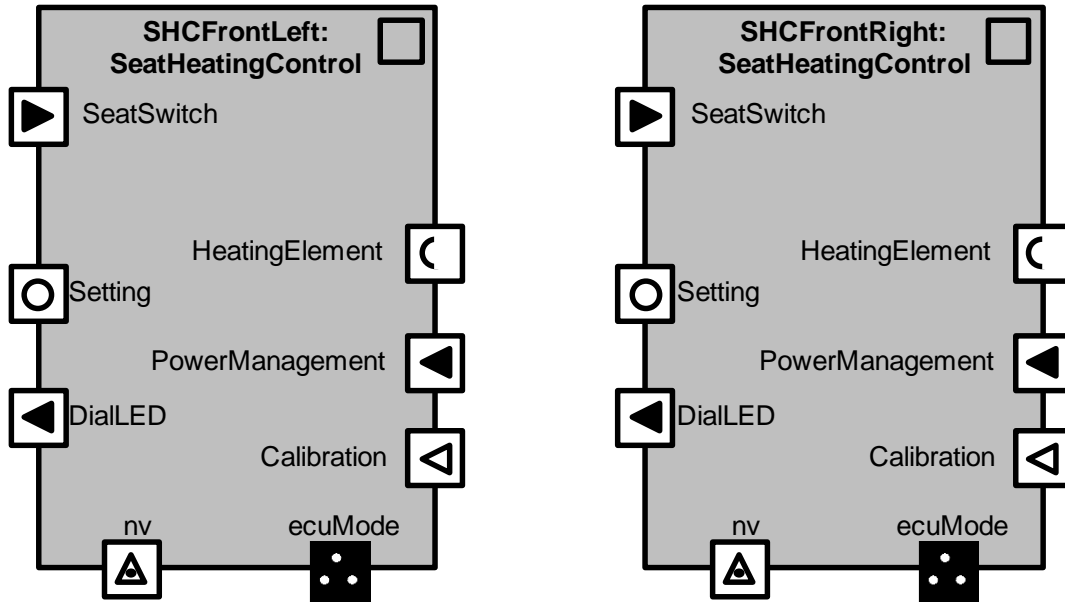 SHCFrontLeft:
SeatHeatingControl
SeatSwitch
HeatingElement
Setting
PowerManagement
DialLED
Calibration
nv
ecuMode
SHCFrontRight:
SeatHeatingControl
SeatSwitch
HeatingElement
Setting
PowerManagement
DialLED
Calibration
nv
ecuMode